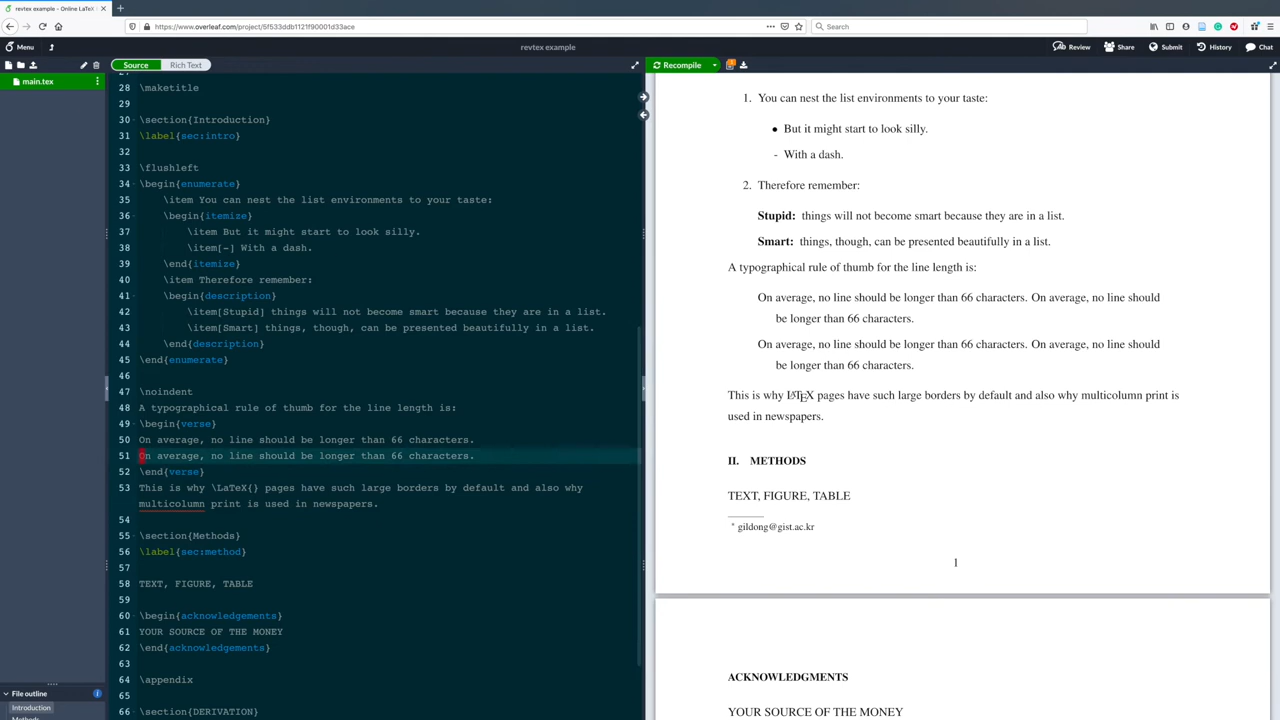 revtex example - Online LaTeX
https://www.overleaf.com/project/5f533ddb1121f90001d33ace
Search
Menu
revtex example
Review
Share
Submit
History
Chat
Source
Rich Text
Recompile
main.tex
28 \maketitle
29
30 \section{Introduction}
31 \label{sec:intro}
32
33 \flushleft
34 \begin{enumerate}
35 \item You can nest the list environments to your taste:
36 \begin{itemize}
37 \item But it might start to look silly.
38 \item[-] With a dash.
39 \end{itemize}
40 \item Therefore remember:
41 \begin{description}
42 \item[Stupid] things will not become smart because they are in a list.
43 \item[Smart] things, though, can be presented beautifully in a list.
44 \end{description}
45 \end{enumerate}
46
47 \noindent
48 A typographical rule of thumb for the line length is:
49 \begin{verse}
50 On average, no line should be longer than 66 characters.
51 On average, no line should be longer than 66 characters.
52 \end{verse}
53 This is why \LaTeX{} pages have such large borders by default and also why
multicolumn print is used in newspapers.
54
55 \section{Methods}
56 \label{sec:method}
57
58 TEXT, FIGURE, TABLE
59
60 \begin{acknowledgements}
61 YOUR SOURCE OF THE MONEY
62 \end{acknowledgements}
63
64 \appendix
65
66 \section{DERIVATION}
File outline
Introduction
1. You can nest the list environments to your taste:
• But it might start to look silly.
- With a dash.
2. Therefore remember:
Stupid: things will not become smart because they are in a list.
Smart: things, though, can be presented beautifully in a list.
A typographical rule of thumb for the line length is:
On average, no line should be longer than 66 characters. On average, no line should
be longer than 66 characters.
On average, no line should be longer than 66 characters. On average, no line should
be longer than 66 characters.
This is why LATEX pages have such large borders by default and also why multicolumn print is
used in newspapers.
II. METHODS
TEXT, FIGURE, TABLE
* gildong@gist.ac.kr
1
ACKNOWLEDGMENTS
YOUR SOURCE OF THE MONEY